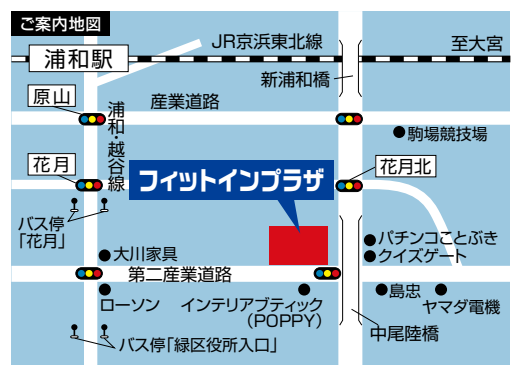 ご案内地図
JR京浜東北線
至大宮
浦和駅
新浦和橋
原山
産業道路
浦和・越谷線
駒場競技場
花月
フィットインプラザ
花月北
バス停
「花月」
大川家具
パチンコことぶき
クイズゲート
第二産業道路
ローソン
インテリアブティック
(POPPY)
島忠
ヤマダ電機
中尾陸橋
バス停「緑区役所入口」